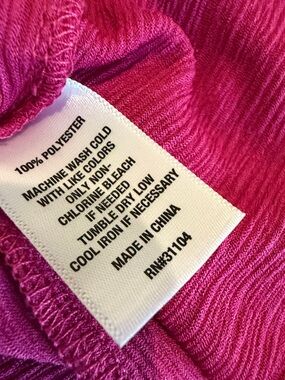 100% POLYESTER
MACHINE WASH COLD
WITH LIKE COLORS
ONLY NON-
CHLORINE BLEACH
IF NEEDED
TUMBLE DRY LOW
COOL IRON IF NECESSARY
MADE IN CHINA
RN#31104